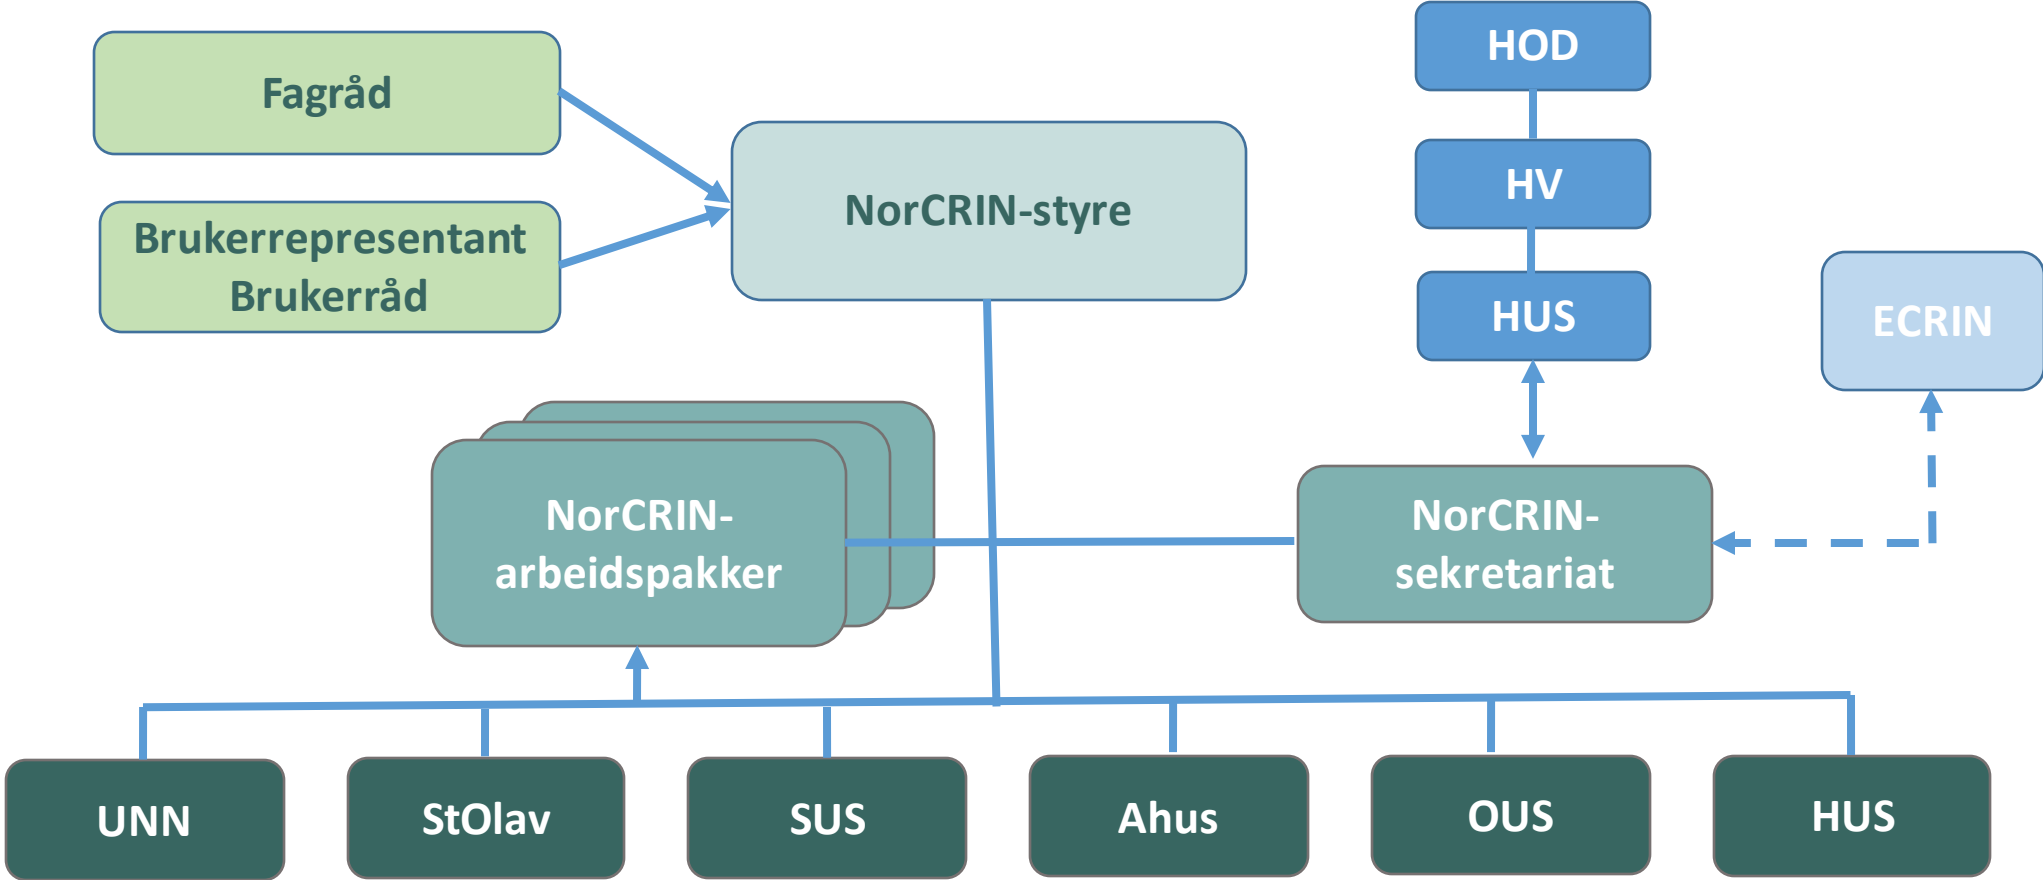 Fagråd
Brukerrepresentant
Brukerråd
NorCRIN-styre
HOD
HV
HUS
ECRIN
NorCRIN-
arbeidspakker
NorCRIN-
sekretariat
UNN
StOlav
SUS
Ahus
OUS
HUS